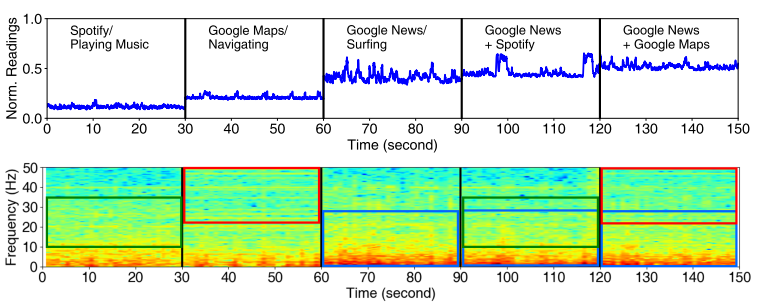 1.0
Spotify/ Google Maps/ Google News/ Google News Google News
Playing Music Navigating Surfing + Spotify + Google Maps
0.5
0.0
Norm. Readings
0 10 20 30 40 50 60 70 80 90 100 110 120 130 140 150
Time (second)
50
40
30
20
10
0
Frequency (Hz)
0 10 20 30 40 50 60 70 80 90 100 110 120 130 140 150
Time (second)